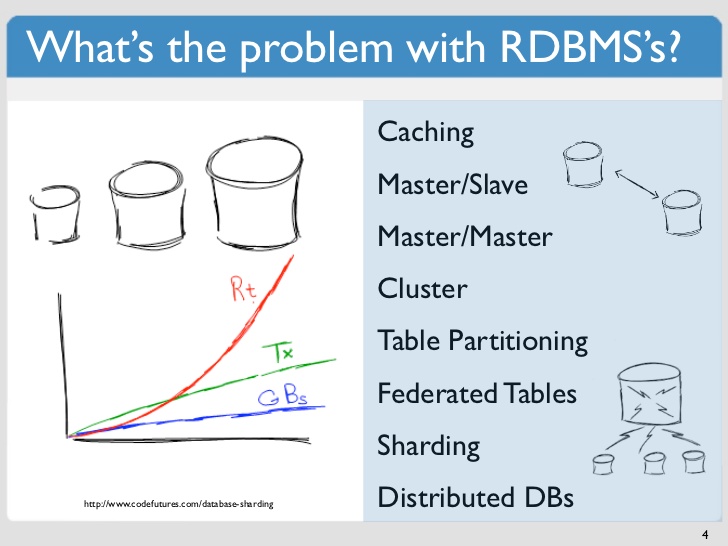 What's the problem with RDBMS's?
Rt
Tx
GBs
http://www.codefutures.com/database-sharding
Caching
Master/Slave
Master/Master
Cluster
Table Partitioning
Federated Tables
Sharding
Distributed DBs
4